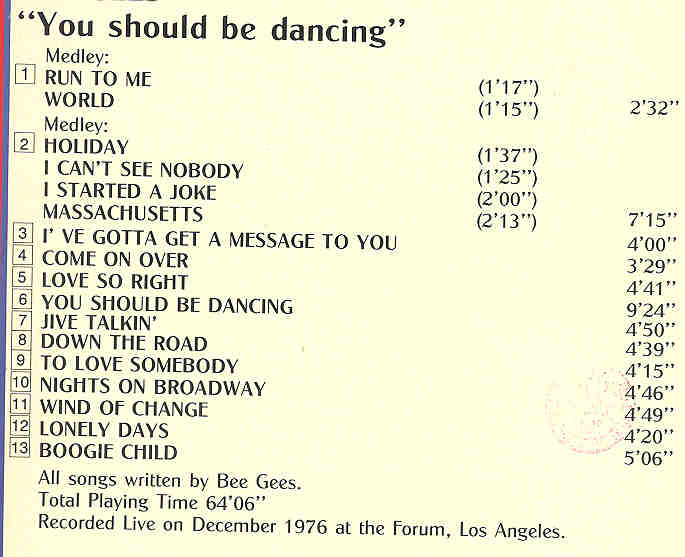 "You should be dancing"
Medley:
1 RUN TO ME (1'17")
WORLD (1'15") 2'32"
Medley:
2 HOLIDAY (1'37")
I CAN'T SEE NOBODY (1'25")
I STARTED A JOKE (2'00")
MASSACHUSETTS (2'13") 7'15"
3 I' VE GOTTA GET A MESSAGE TO YOU 4'00"
4 COME ON OVER 3'29"
5 LOVE SO RIGHT 4'41"
6 YOU SHOULD BE DANCING 9'24"
7 JIVE TALKIN' 4'50"
8 DOWN THE ROAD 4'39"
9 TO LOVE SOMEBODY 4'15"
10 NIGHTS ON BROADWAY 4'46"
11 WIND OF CHANGE 4'49"
12 LONELY DAYS 4'20"
13 BOOGIE CHILD 5'06"
All songs written by Bee Gees.
Total Playing Time 64'06"
Recorded Live on December 1976 at the Forum, Los Angeles.